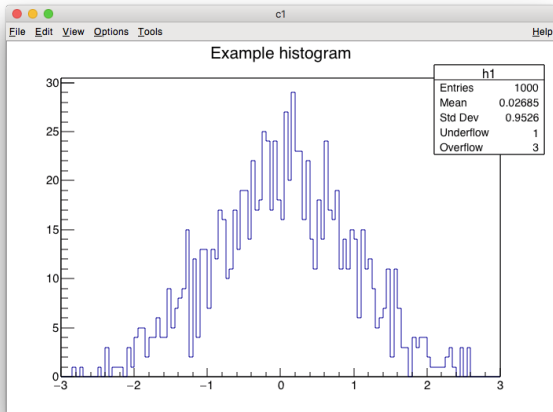 c1
File Edit View Options Tools Help
Example histogram
h1
Entries 1000
Mean 0.02685
Std Dev 0.9526
Underflow 1
Overflow 3
30
25
20
15
10
5
0
−3 −2 −1 0 1 2 3